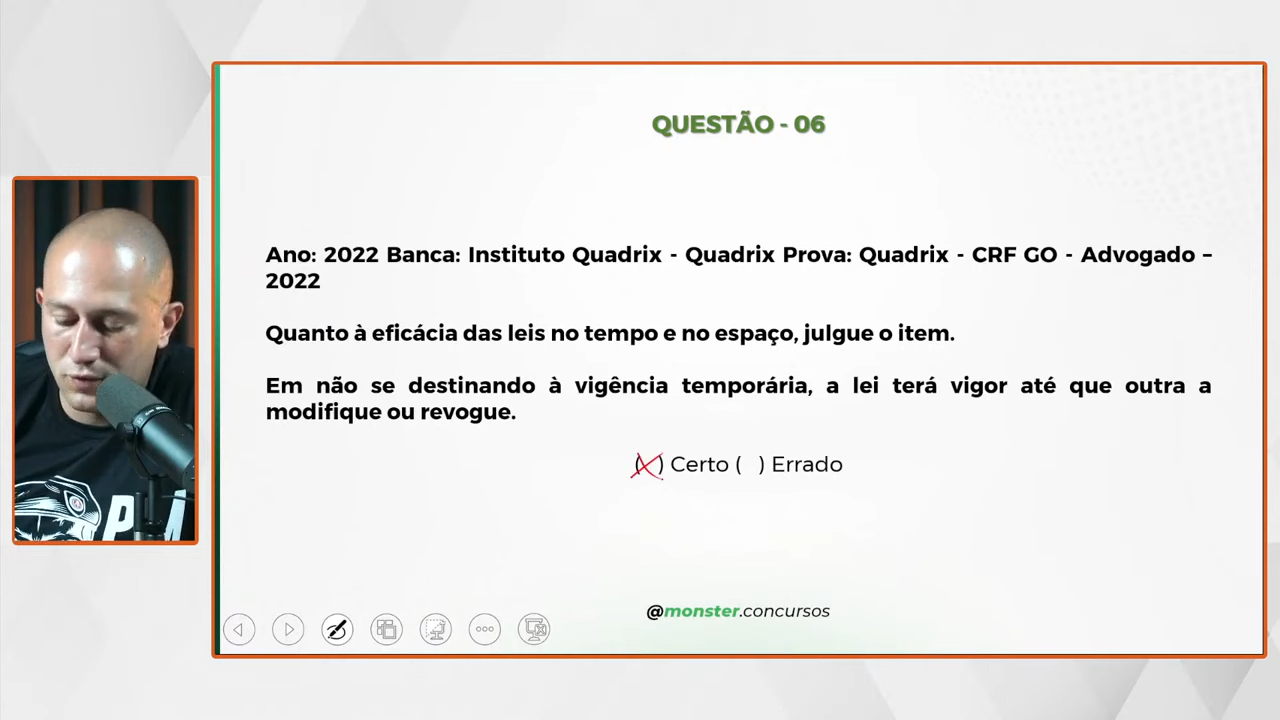 QUESTÃO - 06
Ano: 2022 Banca: Instituto Quadrix - Quadrix Prova: Quadrix - CRF GO - Advogado –
2022
Quanto à eficácia das leis no tempo e no espaço, julgue o item.
Em não se destinando à vigência temporária, a lei terá vigor até que outra a
modifique ou revogue.
(X) Certo ( ) Errado
@monster.concursos